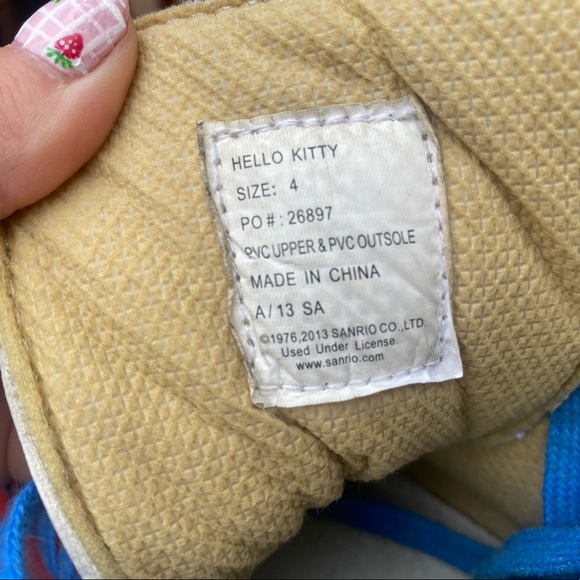 HELLO KITTY
SIZE: 4
PO#: 26897
PVC UPPER & PVC OUTSOLE
MADE IN CHINA
A/13 SA
©1976,2013 SANRIO CO.,LTD.
Used Under License.
www.sanrio.com